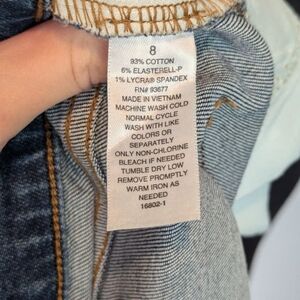 8
93% COTTON
6% ELASTERELL-P
1% LYCRA® SPANDEX
RN# 93677
MADE IN VIETNAM
MACHINE WASH COLD
NORMAL CYCLE
WASH WITH LIKE
COLORS OR
SEPARATELY
ONLY NON-CHLORINE
BLEACH IF NEEDED
TUMBLE DRY LOW
REMOVE PROMPTLY
WARM IRON AS
NEEDED
16802-1